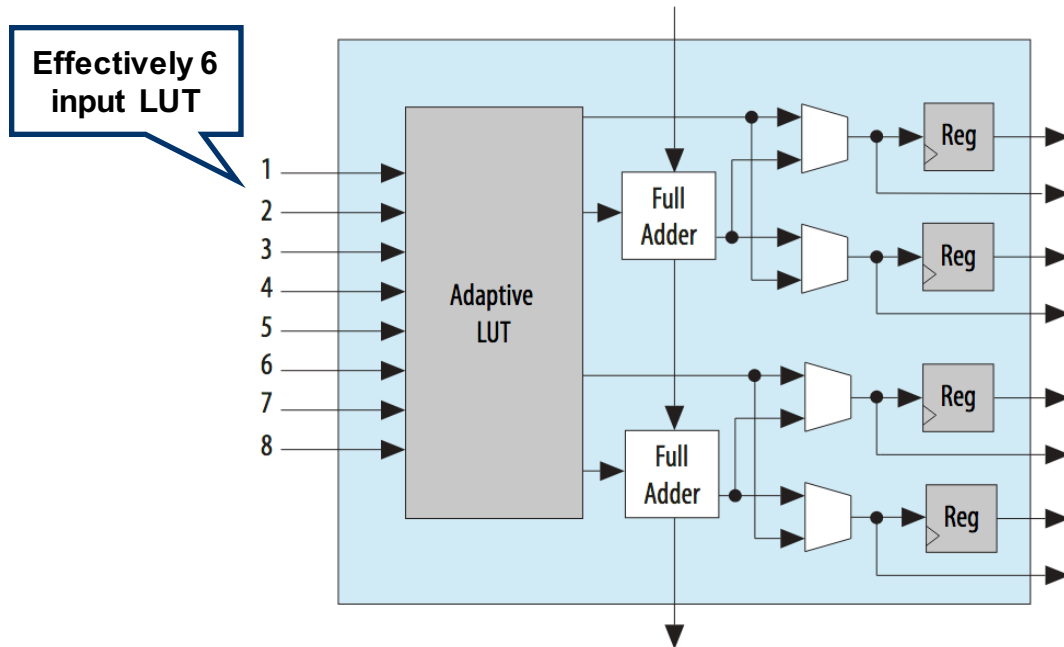 Effectively 6
input LUT
1
2
3
4
5
6
7
8
Adaptive
LUT
Full
Adder
Full
Adder
Reg
Reg
Reg
Reg